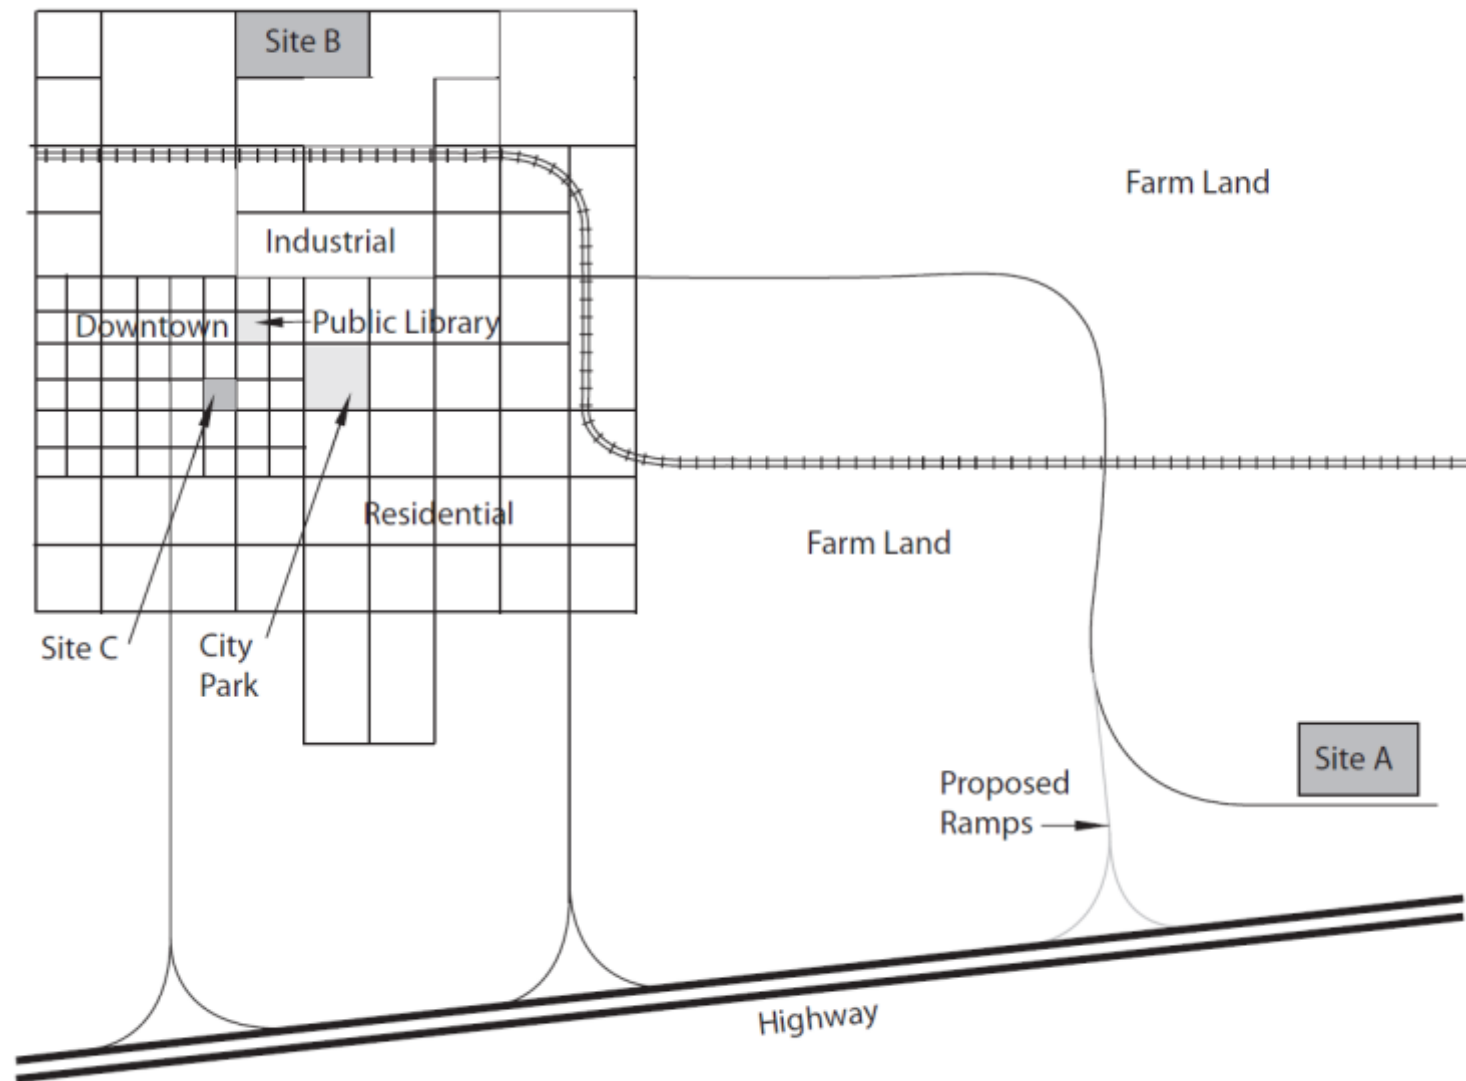 Site B
Farm Land
Industrial
Downtown
Public Library
Residential
Farm Land
Site C
City
Park
Site A
Proposed
Ramps
Highway